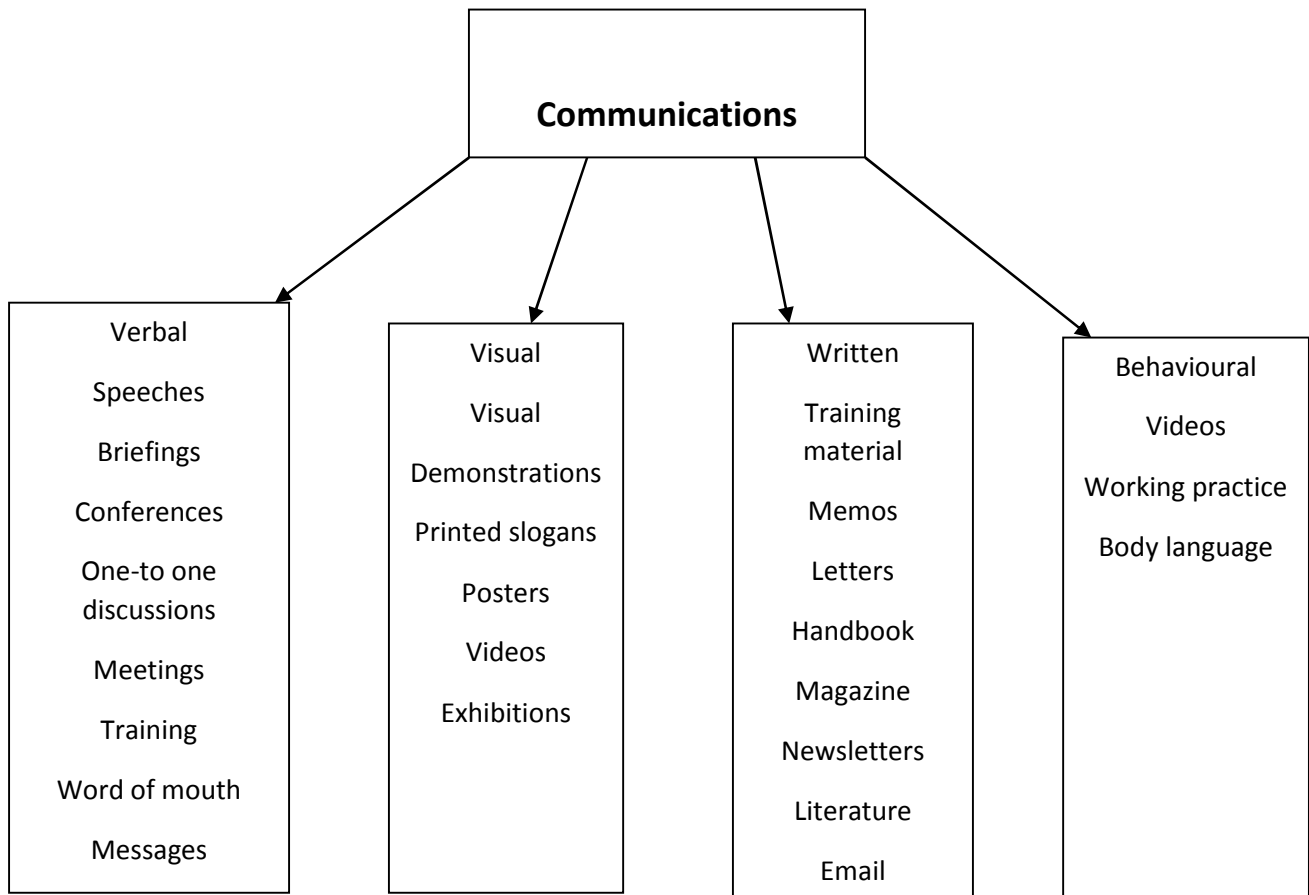 Communications
Verbal
Speeches
Briefings
Conferences
One-to one
discussions
Meetings
Training
Word of mouth
Messages
Visual
Visual
Demonstrations
Printed slogans
Posters
Videos
Exhibitions
Written
Training
material
Memos
Letters
Handbook
Magazine
Newsletters
Literature
Email
Behavioural
Videos
Working practice
Body language